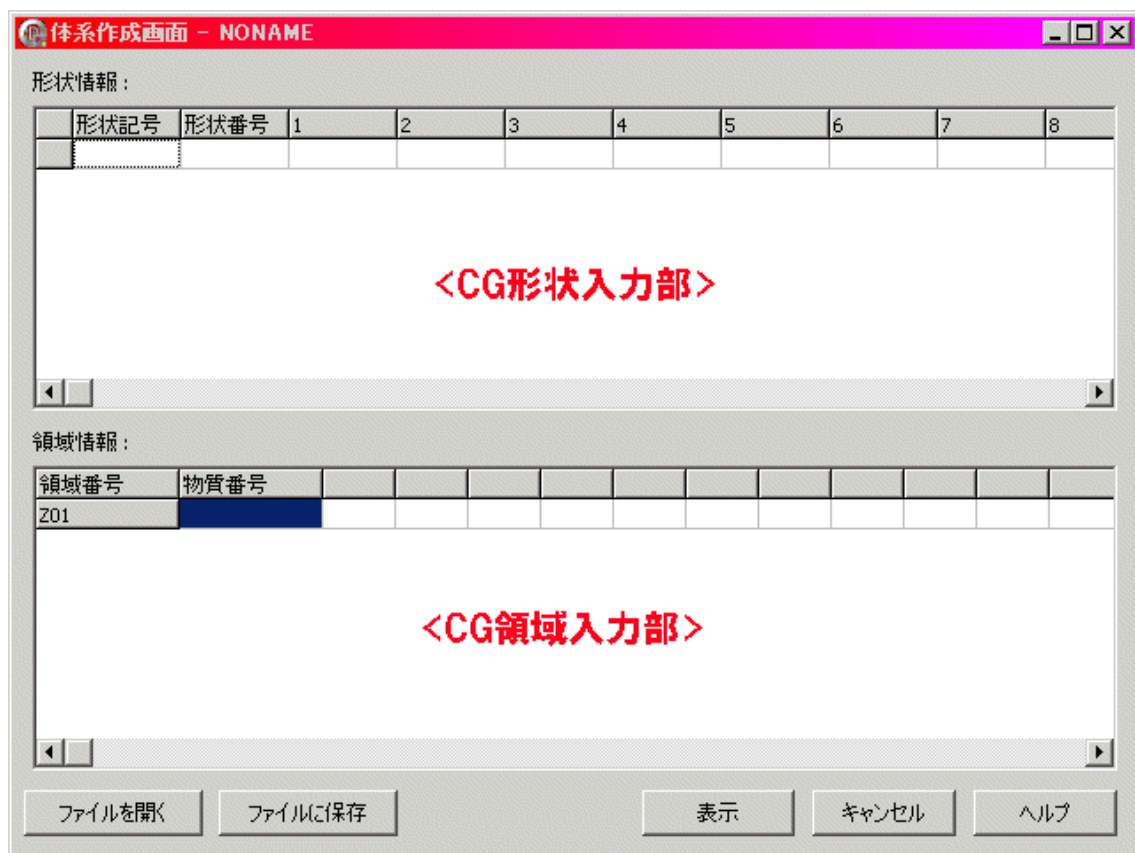 体系作成画面 - NONAME
形状情報:
形状記号 形状番号 1 2 3 4 5 6 7 8
<CG形状入力部>
領域情報:
領域番号 物質番号
Z01
<CG領域入力部>
ファイルを開く ファイルに保存 表示 キャンセル ヘルプ